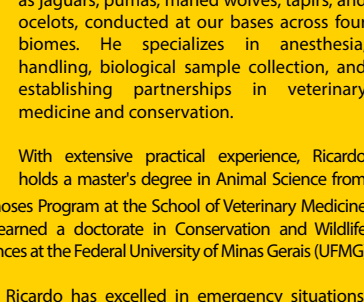 as jaguars, pumas, maned wolves, tapirs, and
ocelots, conducted at our bases across four
biomes. He specializes in anesthesia,
handling, biological sample collection, and
establishing partnerships in veterinary
medicine and conservation.
With extensive practical experience, Ricardo
holds a master's degree in Animal Science from
noses Program at the School of Veterinary Medicine
earned a doctorate in Conservation and Wildlife
nces at the Federal University of Minas Gerais (UFMG
Ricardo has excelled in emergency situations